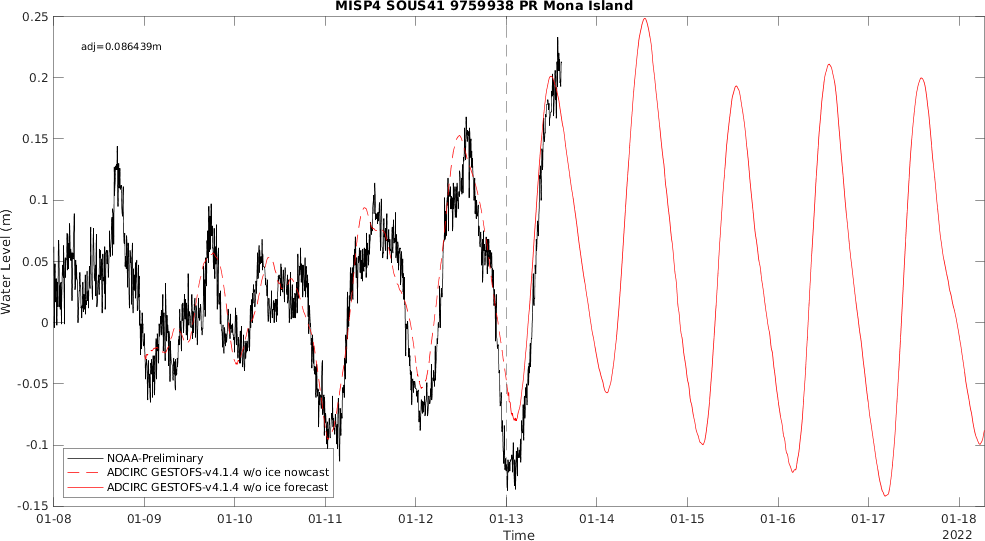 MISP4 SOUS41 9759938 PR Mona Island
adj=0.086439m
Water Level (m)
0.25
0.2
0.15
0.1
0.05
0
-0.05
-0.1
-0.15
NOAA-Preliminary
ADCIRC GESTOFS-v4.1.4 w/o ice nowcast
ADCIRC GESTOFS-v4.1.4 w/o ice forecast
01-08 01-09 01-10 01-11 01-12 01-13 01-14 01-15 01-16 01-17 01-18
Time
2022